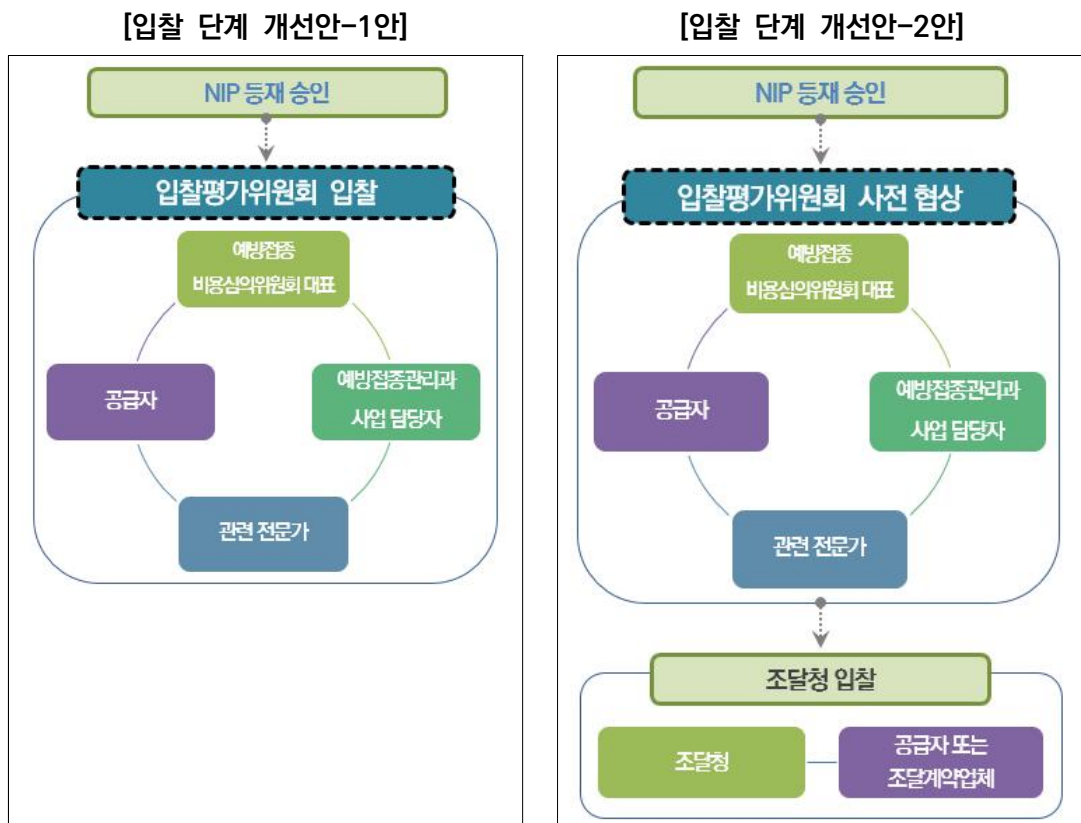 [입찰 단계 개선안-1안]
NIP 등재 승인
입찰평가위원회 입찰
예방접종
비용심의위원회 대표
공급자
예방접종관리과
사업 담당자
관련 전문가
[입찰 단계 개선안-2안]
NIP 등재 승인
입찰평가위원회 사전 협상
예방접종
비용심의위원회 대표
공급자
예방접종관리과
사업 담당자
관련 전문가
조달청 입찰
조달청
공급자 또는
조달계약업체